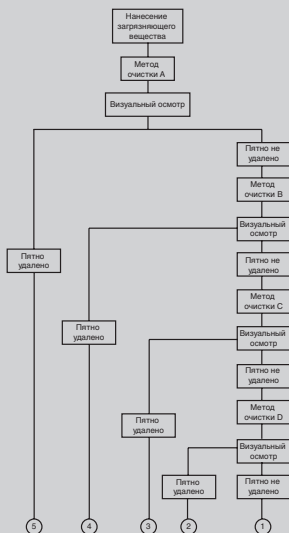 Нанесение
загрязняющего
вещества
Метод
очистки A
Визуальный осмотр
Пятно не
удалено
Метод
очистки B
Визуальный
осмотр
Пятно
удалено
Пятно не
удалено
Метод
очистки C
Пятно
удалено
Визуальный
осмотр
Пятно не
удалено
Метод
очистки D
Пятно
удалено
Визуальный
осмотр
Пятно
удалено
Пятно не
удалено
5
4
3
2
1